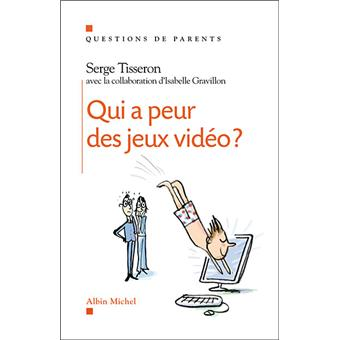 QUESTIONS DE PARENTS
Serge Tisseron
avec la collaboration d'Isabelle Gravillon
Qui a peur
des jeux vidéo ?
Albin Michel